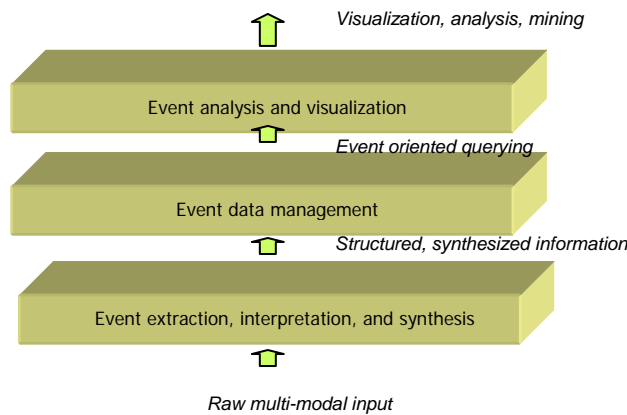 Visualization, analysis, mining
Event analysis and visualization
Event oriented querying
Event data management
Structured, synthesized information
Event extraction, interpretation, and synthesis
Raw multi-modal input